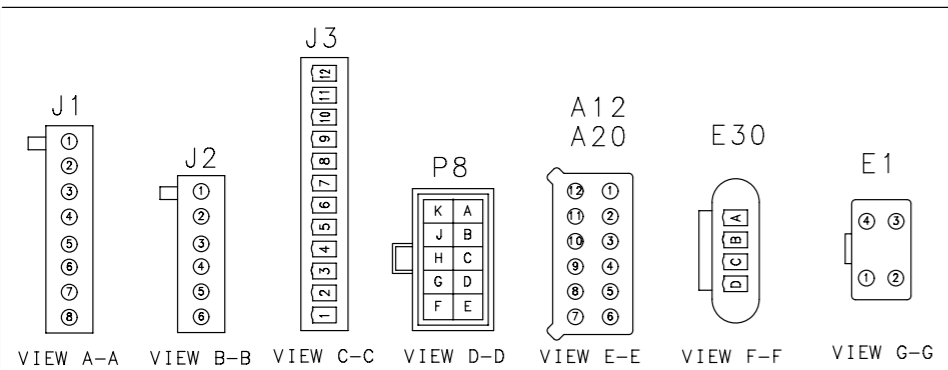 J1
1
2
3
4
5
6
7
8
VIEW A-A
J2
1
2
3
4
5
6
VIEW B-B
J3
12
11
10
9
8
7
6
5
4
3
2
1
VIEW C-C
P8
K A
J B
H C
G D
F E
VIEW D-D
A12
A20
12 1
11 2
10 3
9 4
8 5
7 6
VIEW E-E
E30
A
B
C
D
VIEW F-F
E1
4 3
1 2
VIEW G-G